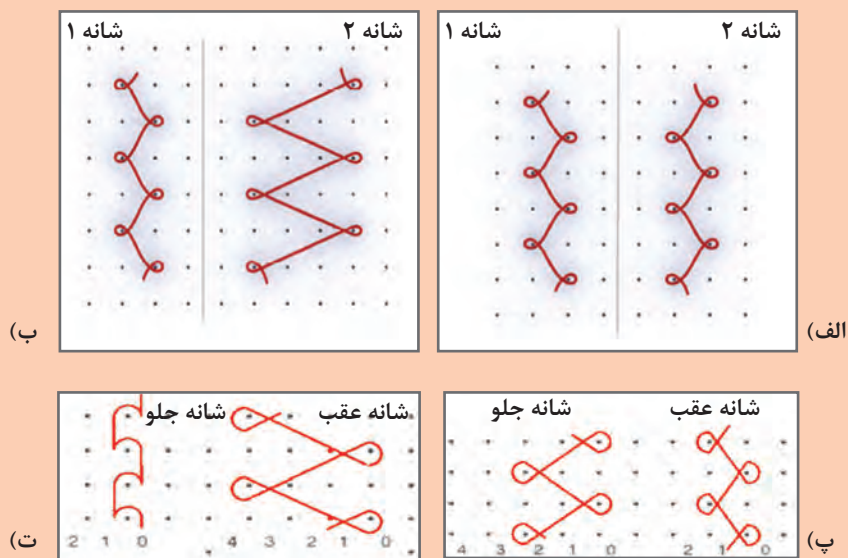 شانه ۲ شانه ۱
الف)
شانه ۲ شانه ۱
ب)
شانه عقب شانه جلو
4 3 2 1 0 2 1 0
پ)
شانه عقب شانه جلو
2 1 0 4 3 2 1 0
ت)